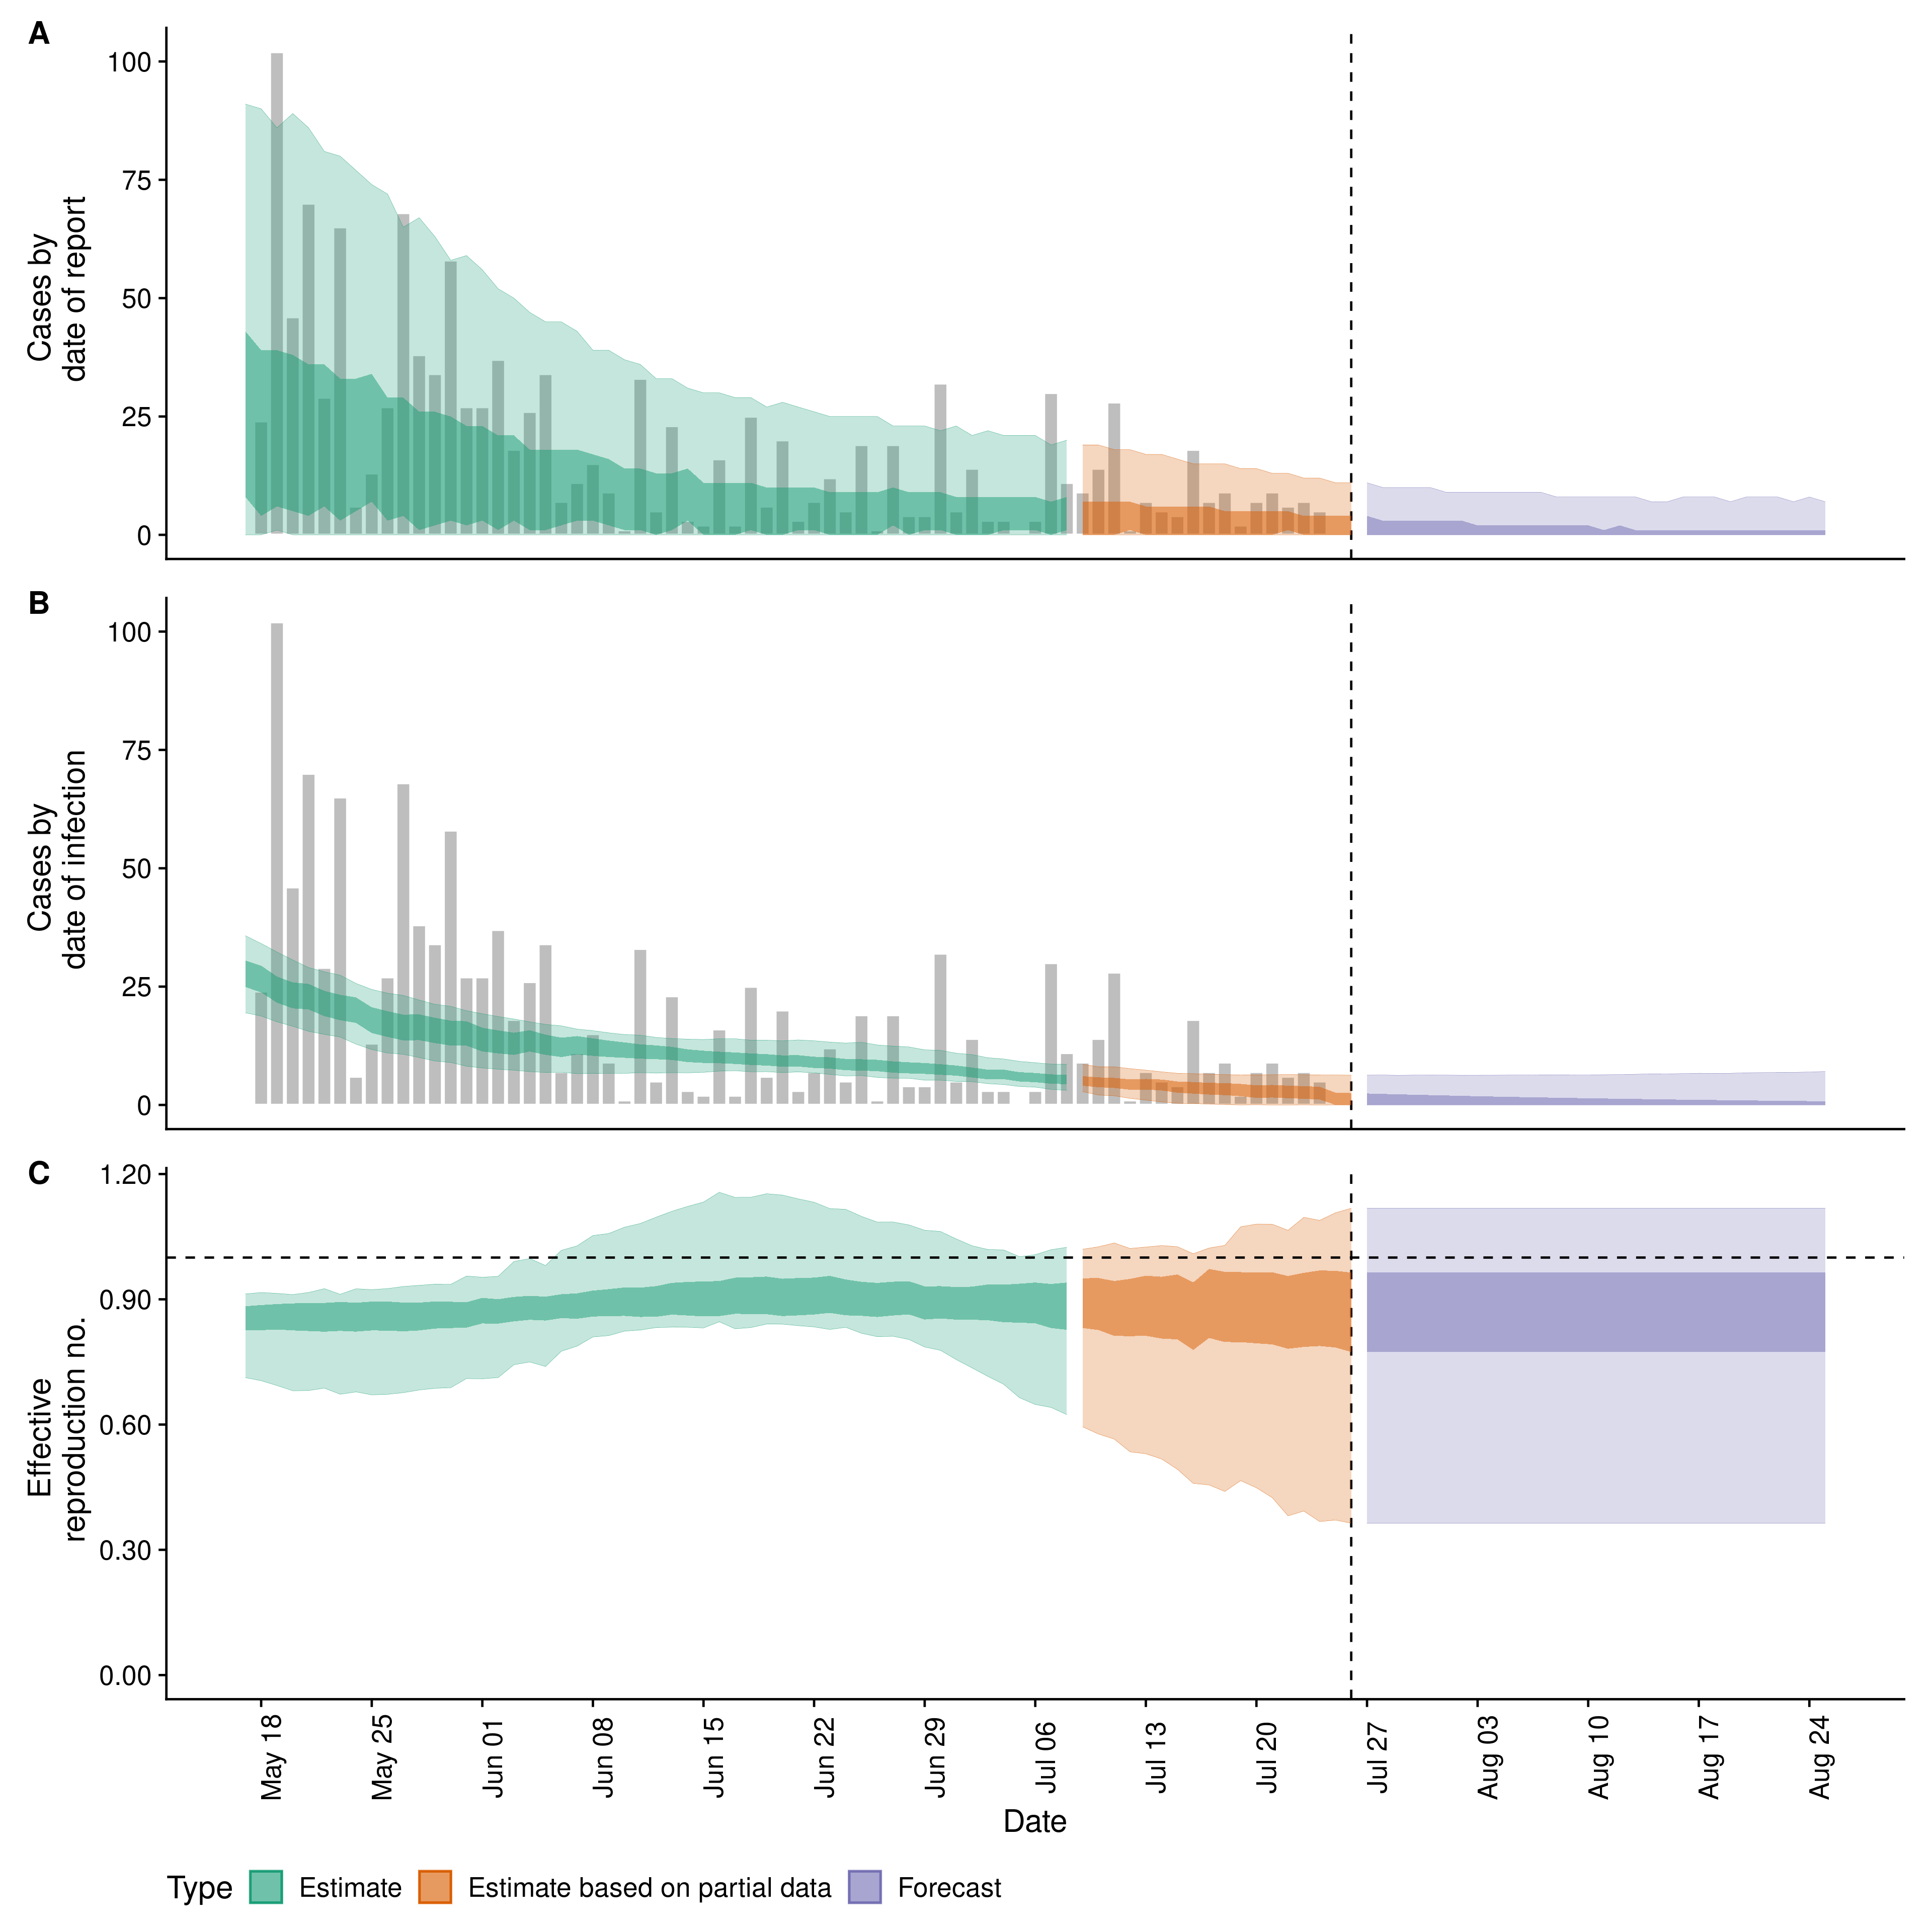 A
Cases by
date of report
100
75
50
25
0
B
Cases by
date of infection
100
75
50
25
0
C
Effective
reproduction no.
1.20
0.90
0.60
0.30
0.00
May 18
May 25
Jun 01
Jun 08
Jun 15
Jun 22
Jun 29
Jul 06
Jul 13
Jul 20
Jul 27
Aug 03
Aug 10
Aug 17
Aug 24
Date
Type Estimate Estimate based on partial data Forecast